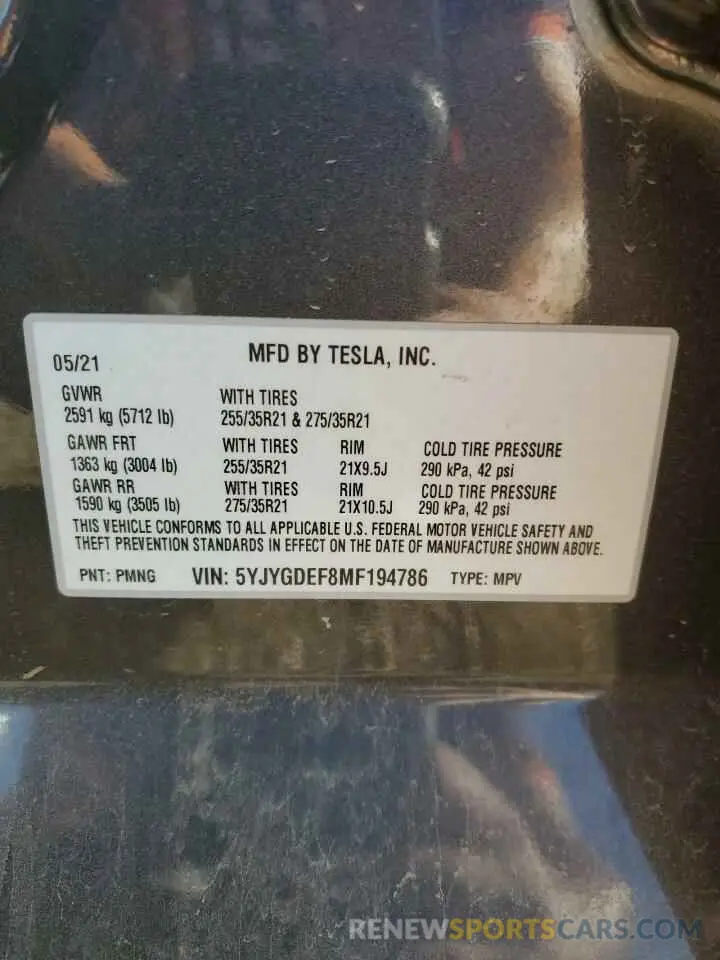 05/21 MFD BY TESLA, INC.
GVWR WITH TIRES
2591 kg (5712 lb) 255/35R21 & 275/35R21
GAWR FRT WITH TIRES RIM COLD TIRE PRESSURE
1363 kg (3004 lb) 255/35R21 21X9.5J 290 kPa, 42 psi
GAWR RR WITH TIRES RIM COLD TIRE PRESSURE
1590 kg (3505 lb) 275/35R21 21X10.5J 290 kPa, 42 psi
THIS VEHICLE CONFORMS TO ALL APPLICABLE U.S. FEDERAL MOTOR VEHICLE SAFETY AND
THEFT PREVENTION STANDARDS IN EFFECT ON THE DATE OF MANUFACTURE SHOWN ABOVE.
PNT: PMNG VIN: 5YJYGDEF8MF194786 TYPE: MPV
RENEWSPORTSCARS.COM